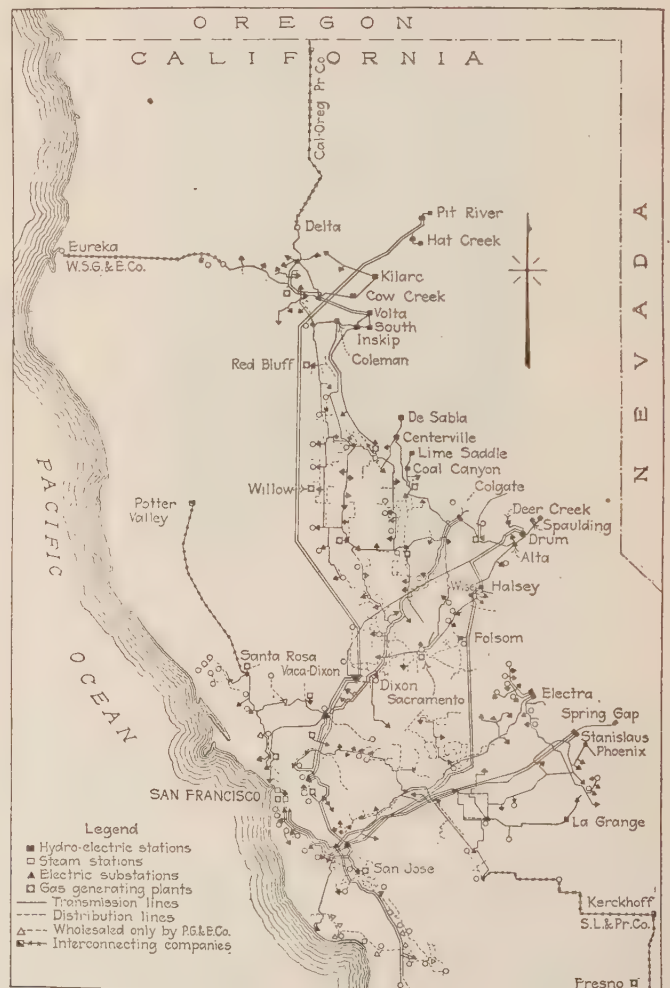 OREGON
CALIFORNIA
Cal-Oreg Pr Co
NEVADA
Pit River
Delta
Hat Creek
Eureka
W.S.G.& E.Co.
Kilarc
Cow Creek
Volta
South
Inskip
Coleman
Red Bluff
De Sabla
Centerville
Lime Saddle
Coal Canyon
Colgate
Willow
Potter
Valley
Deer Creek
Spaulding
Drum
Alta
PACIFIC
OCEAN
Wise
Halsey
Folsom
Santa Rosa
Vaca-Dixon
Dixon
Sacramento
Electra
Spring Gap
Stanislaus
Phoenix
SAN FRANCISCO
La Grange
San Jose
Legend
Hydro-electric stations
Steam stations
Electric substations
Gas generating plants
Transmission lines
Distribution lines
Wholesaled only by P.G.& E.Co.
Interconnecting companies
Kerckhoff
S.L.& Pr.Co.
Fresno